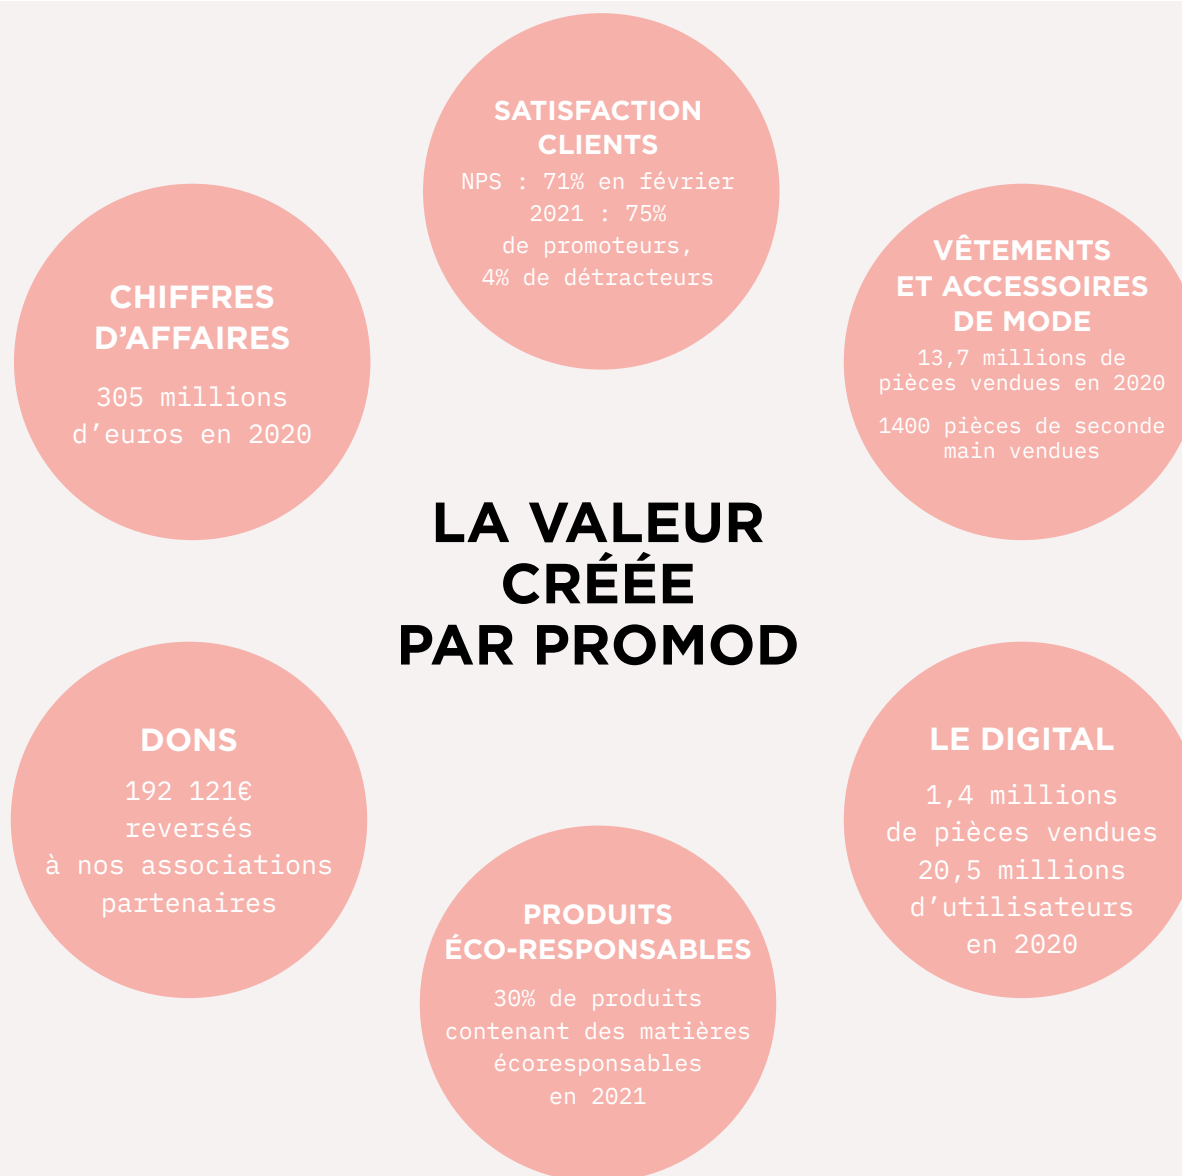 SATISFACTION
CLIENTS
NPS : 71% en février
2021 : 75%
de promoteurs,
4% de détracteurs
CHIFFRES
D’AFFAIRES
305 millions
d’euros en 2020
VÊTEMENTS
ET ACCESSOIRES
DE MODE
13,7 millions de
pièces vendues en 2020
1400 pièces de seconde
main vendues
LA VALEUR
CRÉÉE
PAR PROMOD
DONS
192 121€
reversés
à nos associations
partenaires
LE DIGITAL
1,4 millions
de pièces vendues
20,5 millions
d’utilisateurs
en 2020
PRODUITS
ÉCO-RESPONSABLES
30% de produits
contenant des matières
écoresponsables
en 2021